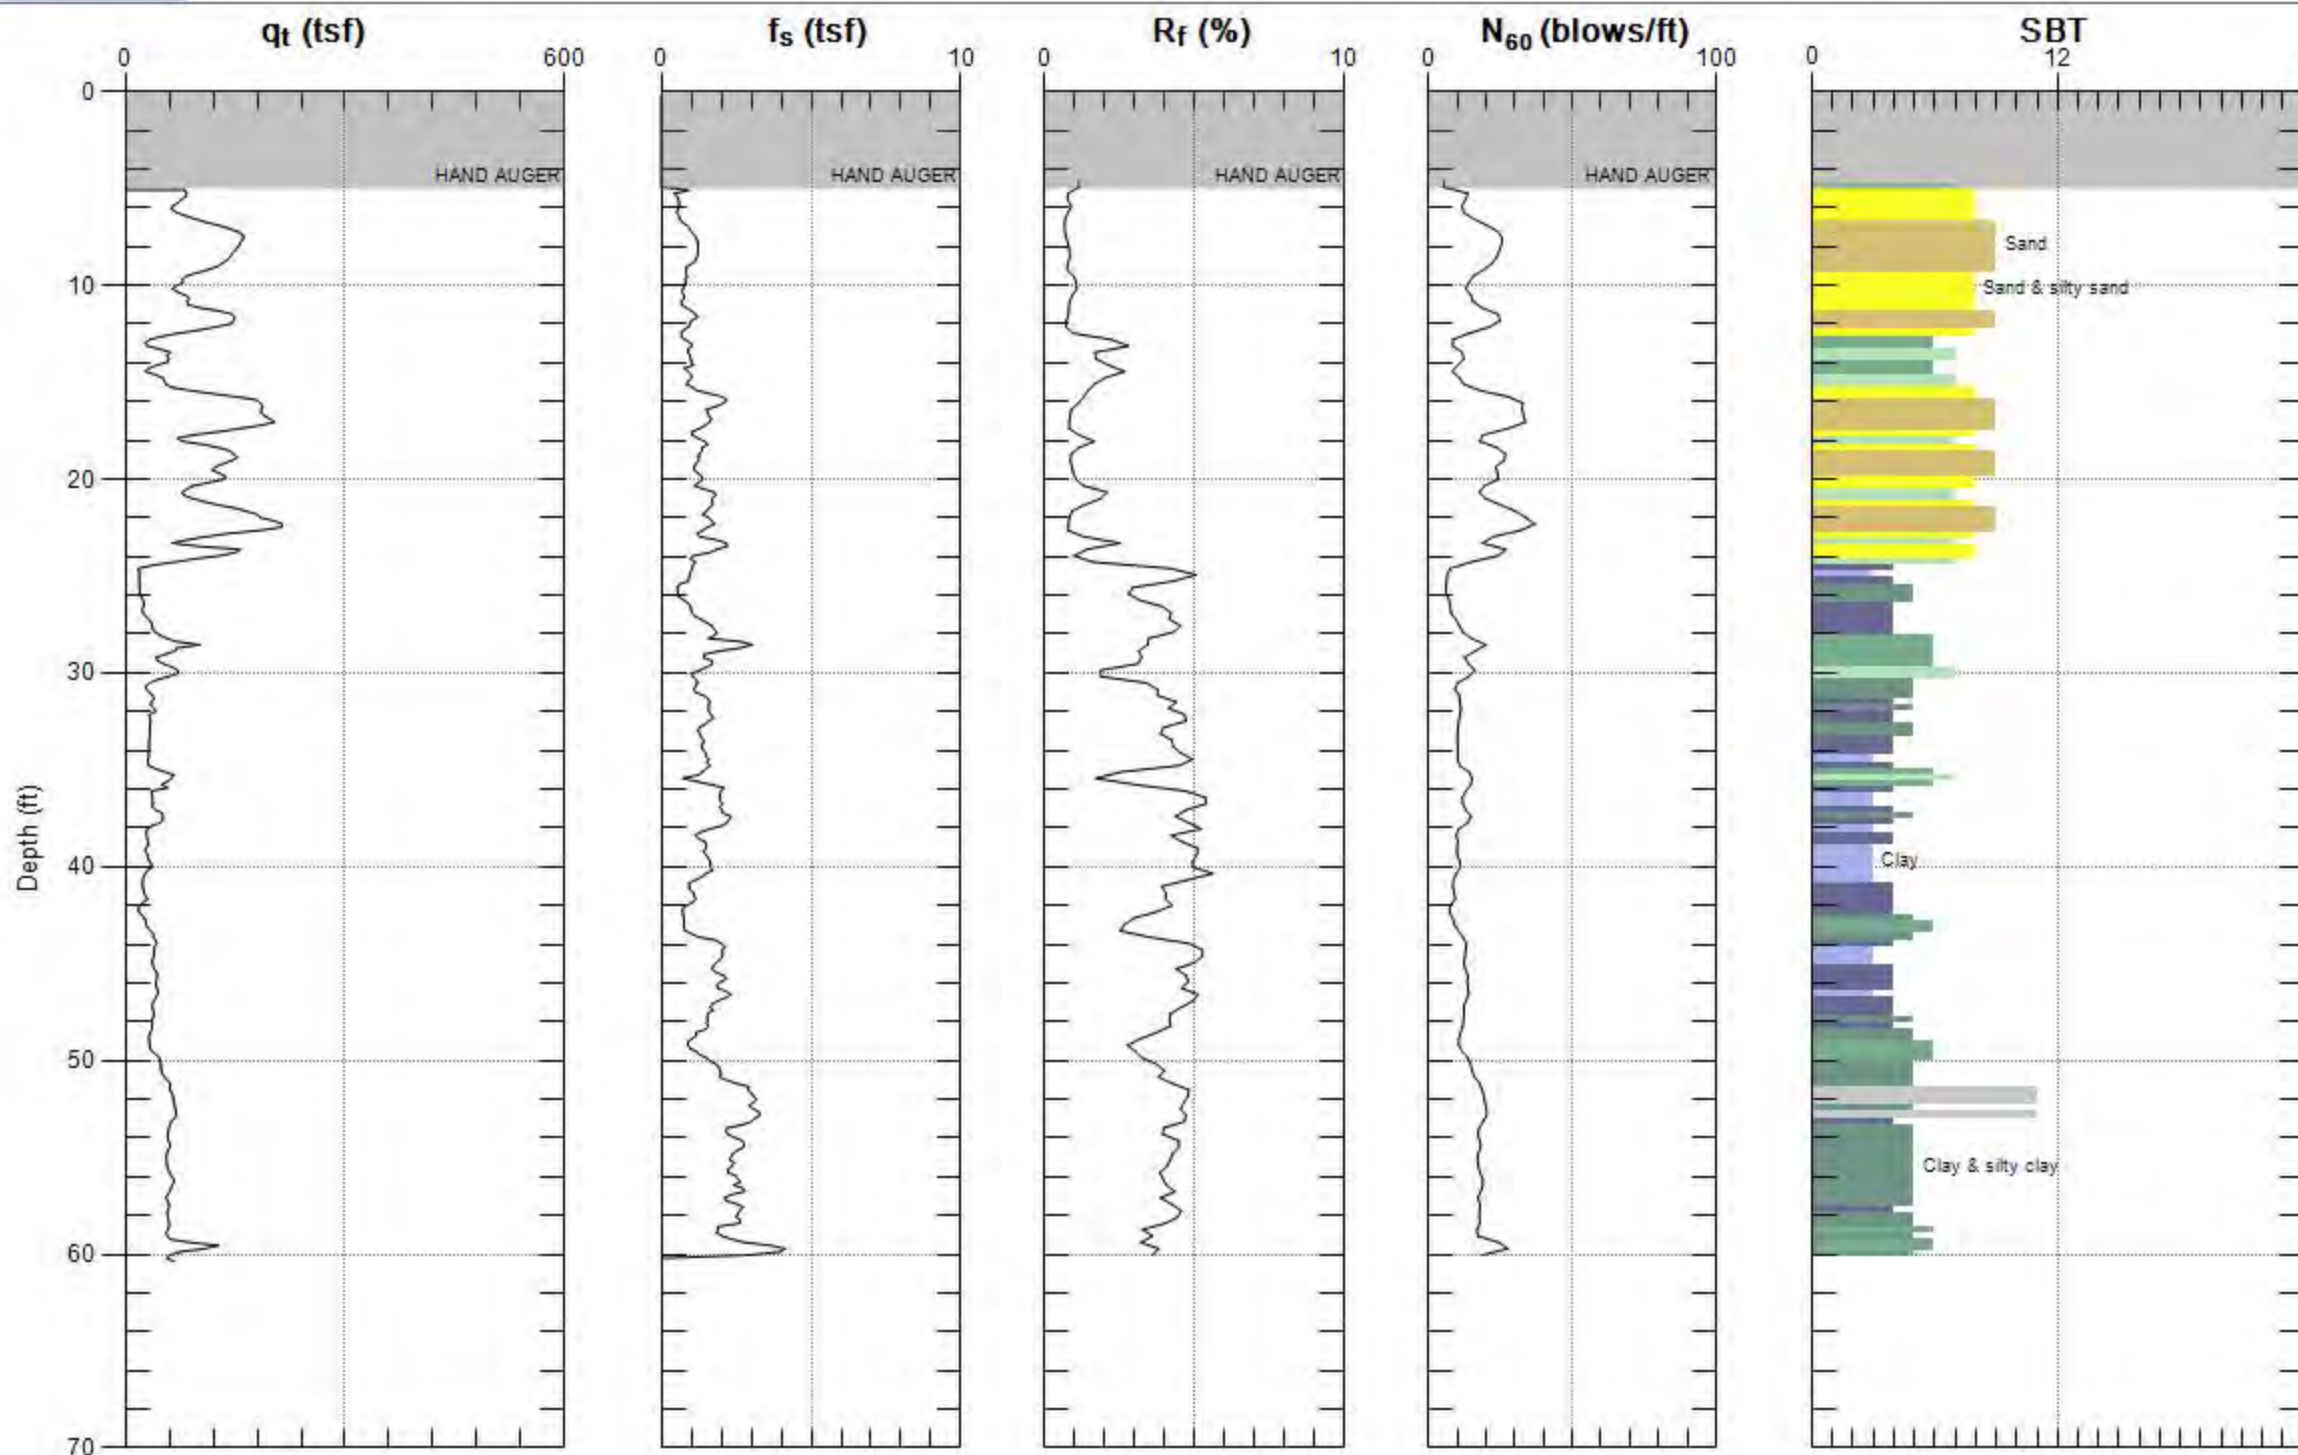 qt (tsf)
fs (tsf)
Rf (%)
N60 (blows/ft)
SBT
0
600
0
10
0
10
0
100
0
12
0
HAND AUGER
HAND AUGER
HAND AUGER
HAND AUGER
Sand
10
Sand & silty sand
20
30
Depth (ft)
40
Clay
50
Clay & silty clay
60
70